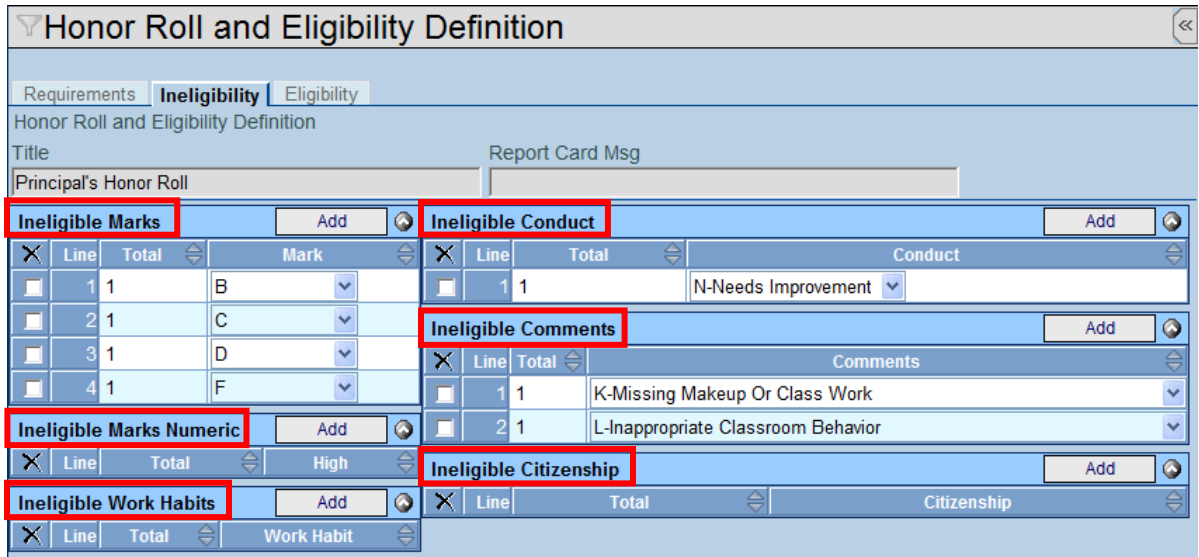 Honor Roll and Eligibility Definition
Requirements Ineligibility Eligibility
Honor Roll and Eligibility Definition
Title Report Card Msg
Principal's Honor Roll
Ineligible Marks Add
X Line Total Mark
1 1 B
2 1 C
3 1 D
4 1 F
Ineligible Marks Numeric Add
X Line Total High
Ineligible Work Habits Add
X Line Total Work Habit
Ineligible Conduct Add
X Line Total Conduct
1 1 N-Needs Improvement
Ineligible Comments Add
X Line Total Comments
1 1 K-Missing Makeup Or Class Work
2 1 L-Inappropriate Classroom Behavior
Ineligible Citizenship Add
X Line Total Citizenship